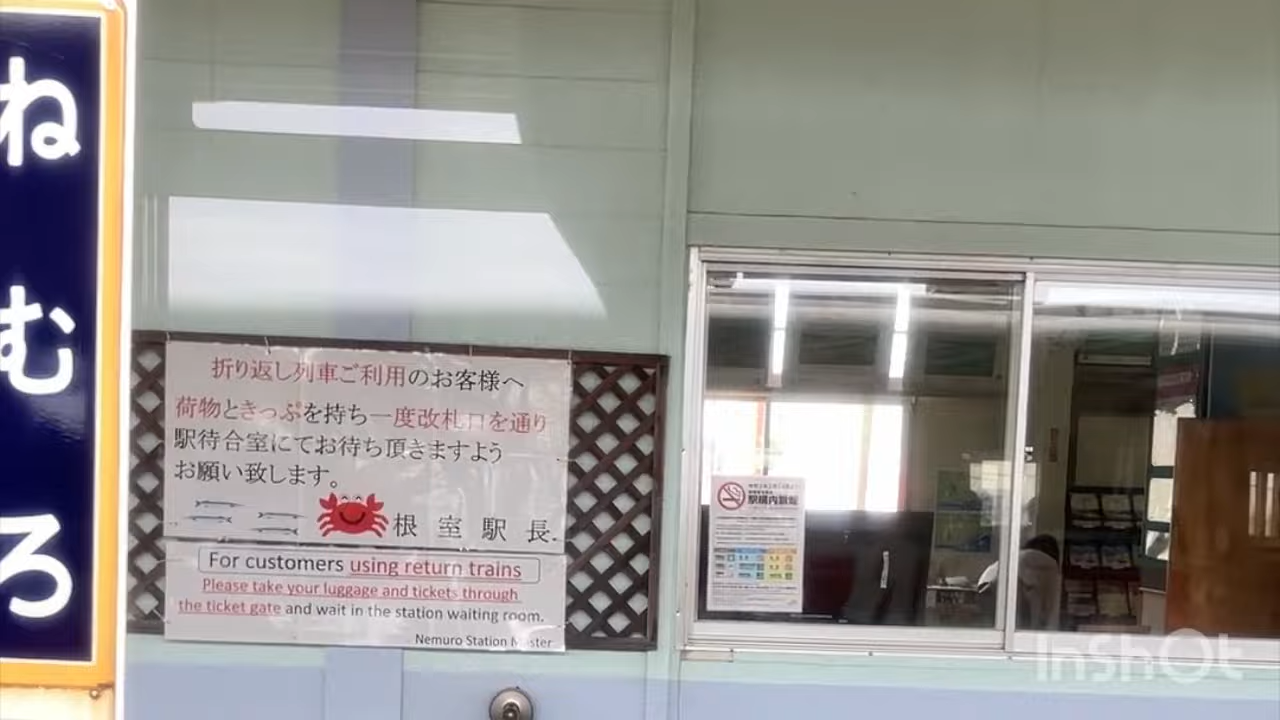 ねむろ
折り返し列車ご利用のお客様へ
荷物ときっぷを持ち一度改札口を通り
駅待合室にてお待ち頂きますよう
お願い致します。
根室駅長
For customers using return trains
Please take your luggage and tickets through
the ticket gate and wait in the station waiting room.
Nemuro Station Master
駅構内禁煙
InShOt